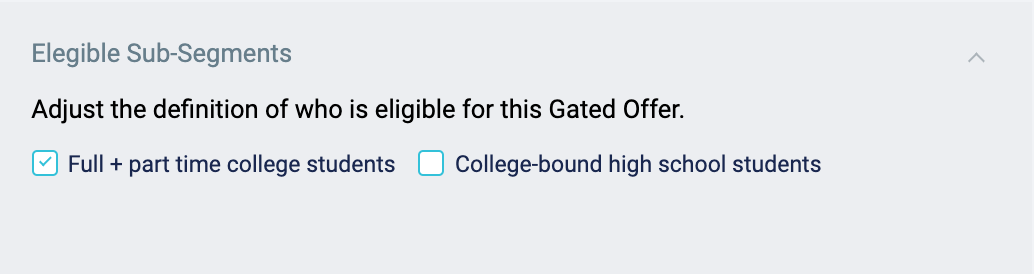 Elegible Sub-Segments
Adjust the definition of who is eligible for this Gated Offer.
Full + part time college students College-bound high school students